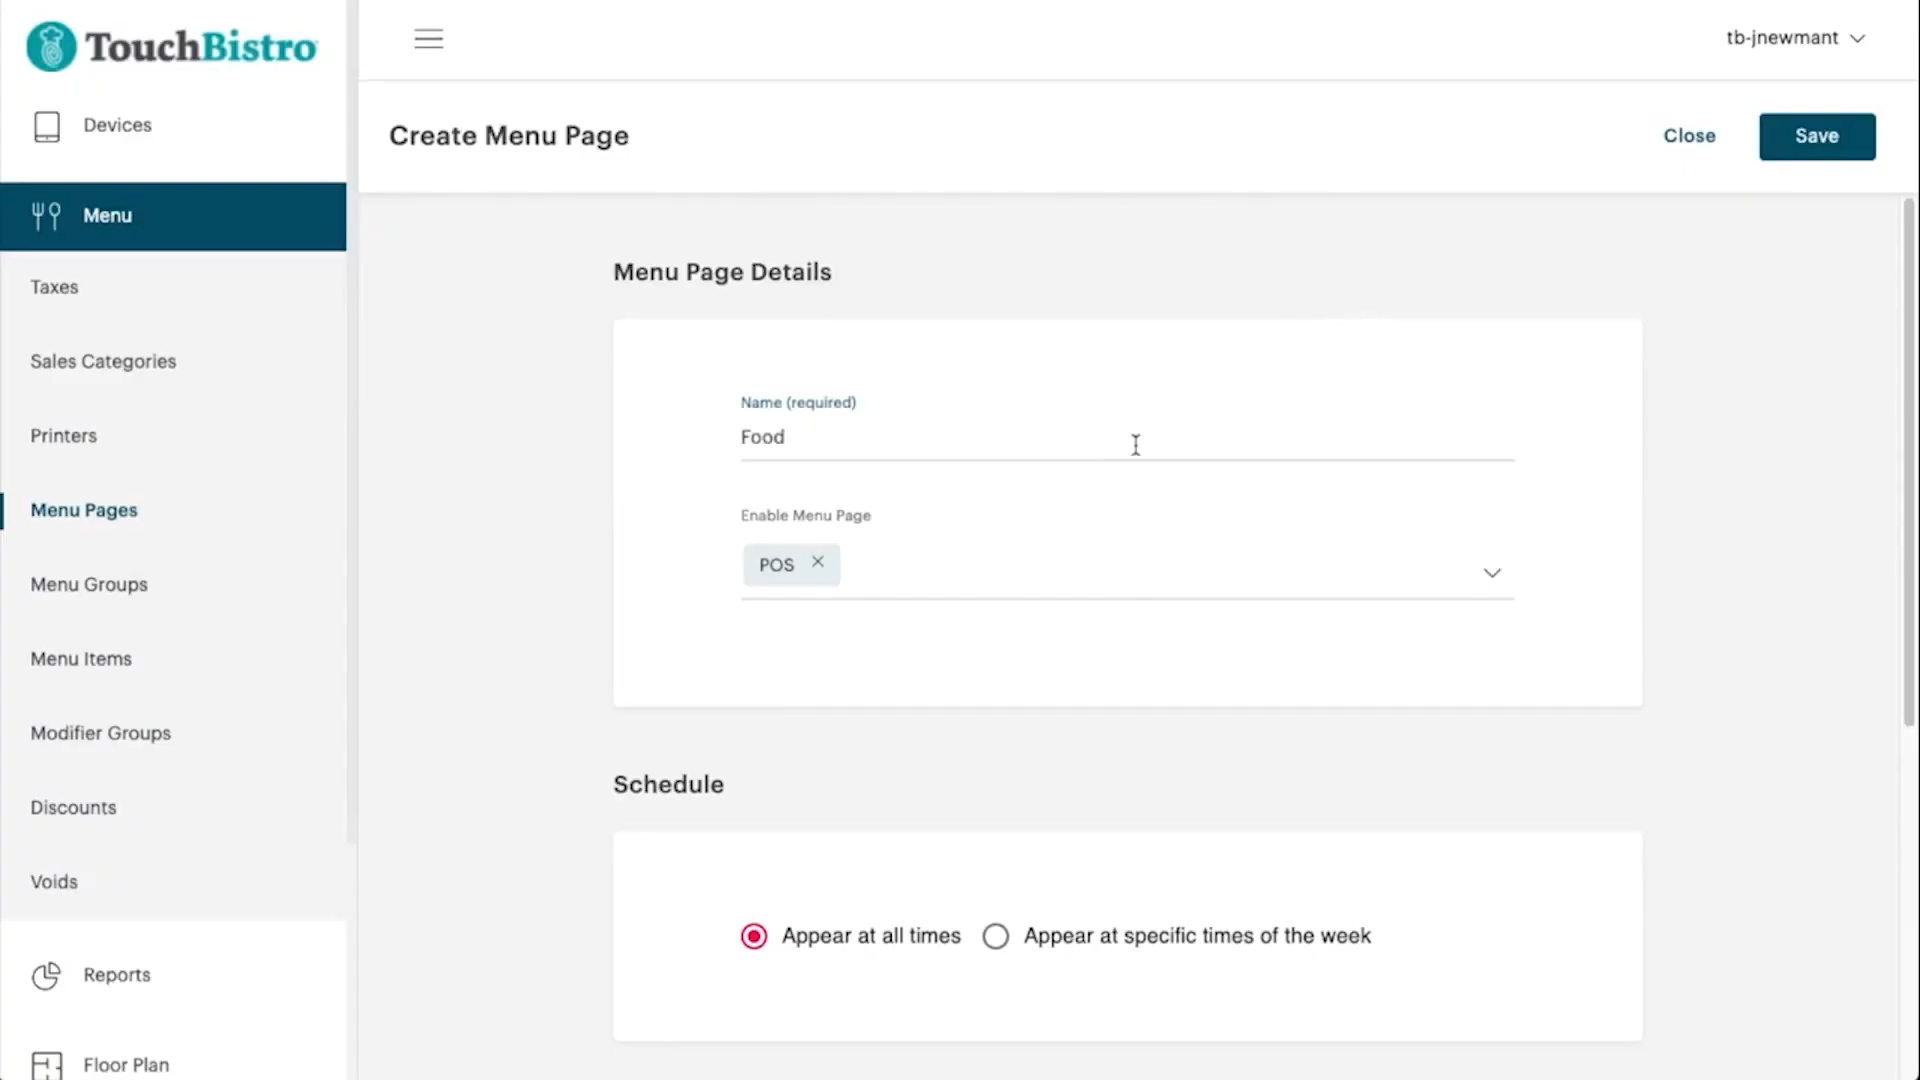 TouchBistro
tb-jnewmant
Devices
Create Menu Page
Close
Save
Menu
Taxes
Sales Categories
Printers
Menu Pages
Menu Groups
Menu Items
Modifier Groups
Discounts
Voids
Reports
Floor Plan
Menu Page Details
Name (required)
Food
Enable Menu Page
POS
Schedule
Appear at all times
Appear at specific times of the week